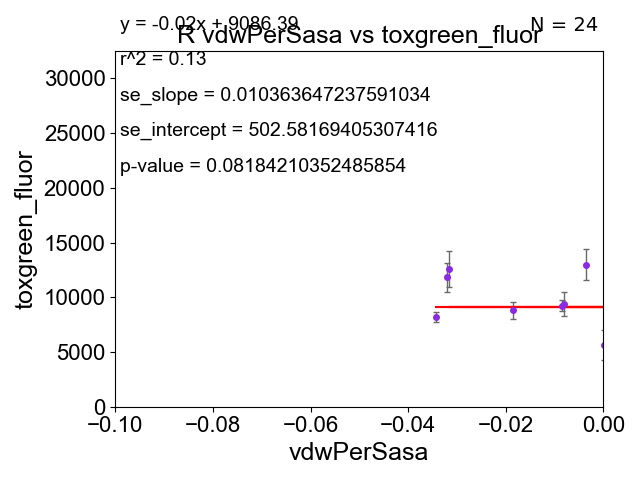 y = -0.02x + 9086.39
N = 24
R vdwPerSasa vs toxgreen_fluor
r^2 = 0.13
se_slope = 0.010363647237591034
se_intercept = 502.58169405307416
p-value = 0.08184210352485854
toxgreen_fluor
30000
25000
20000
15000
10000
5000
0
−0.10
−0.08
−0.06
−0.04
−0.02
0.00
vdwPerSasa